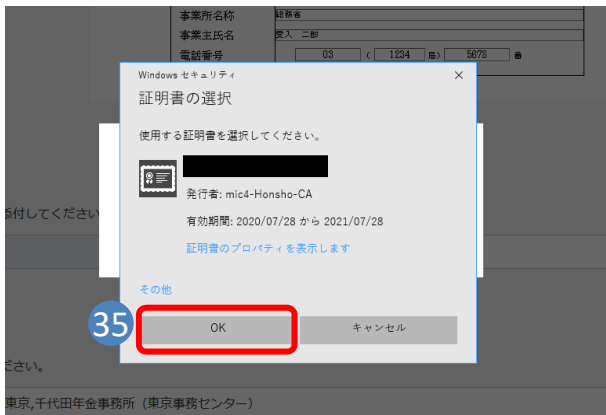 事業所名称 総務省
事業主氏名 受入 二郎
電話番号 03 ( 1234 局) 5678 番
Windows セキュリティ ×
証明書の選択
使用する証明書を選択してください。
発行者: mic4-Honsho-CA
有効期間: 2020/07/28 から 2021/07/28
証明書のプロパティを表示します
添付してください
その他
35 OK キャンセル
ださい。
東京,千代田年金事務所（東京事務センター）